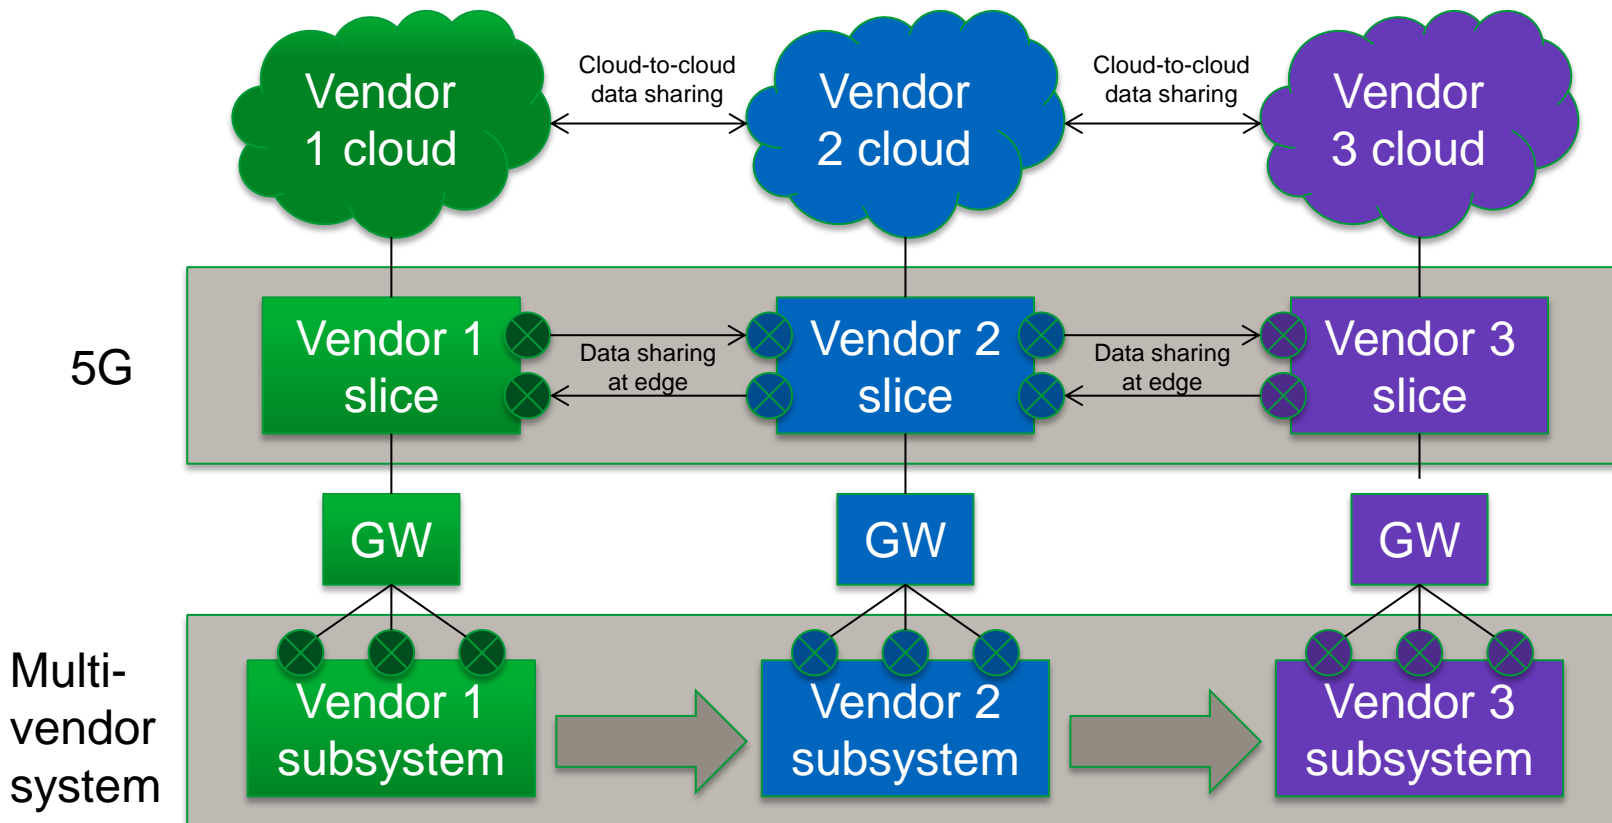 Vendor
1 cloud
Cloud-to-cloud
data sharing
Vendor
2 cloud
Cloud-to-cloud
data sharing
Vendor
3 cloud
5G
Vendor 1
slice
Data sharing
at edge
Vendor 2
slice
Data sharing
at edge
Vendor 3
slice
GW
GW
GW
Multi-
vendor
system
Vendor 1
subsystem
Vendor 2
subsystem
Vendor 3
subsystem